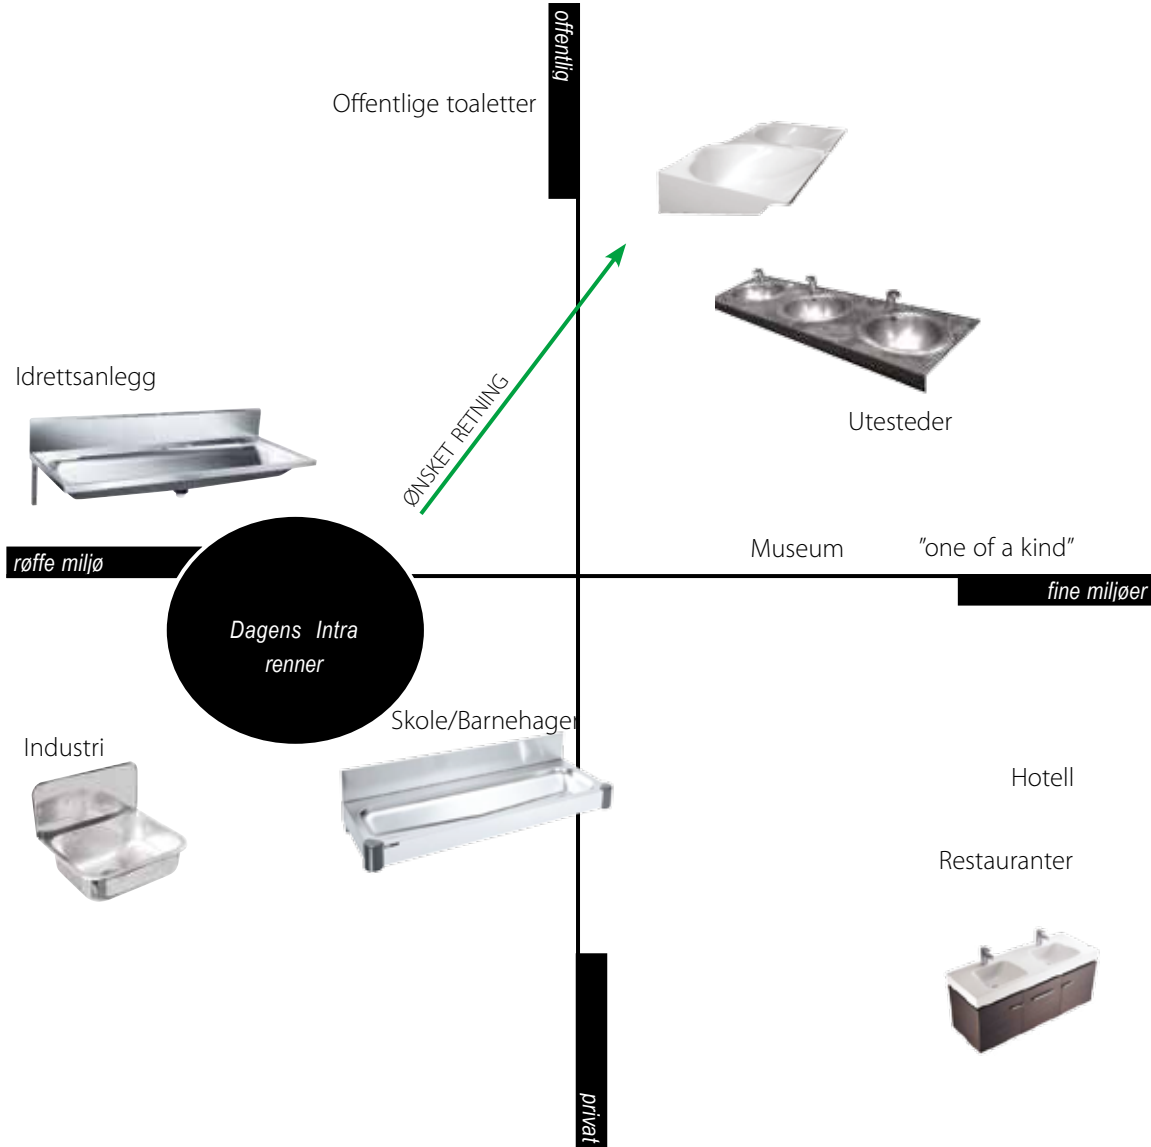 offentlig
Offentlige toaletter
Idrettsanlegg
ØNSKET RETNING
Utesteder
røffe miljø
Museum
"one of a kind"
fine miljøer
Dagens Intra
renner
Skole/Barnehager
Industri
Hotell
Restauranter
privat